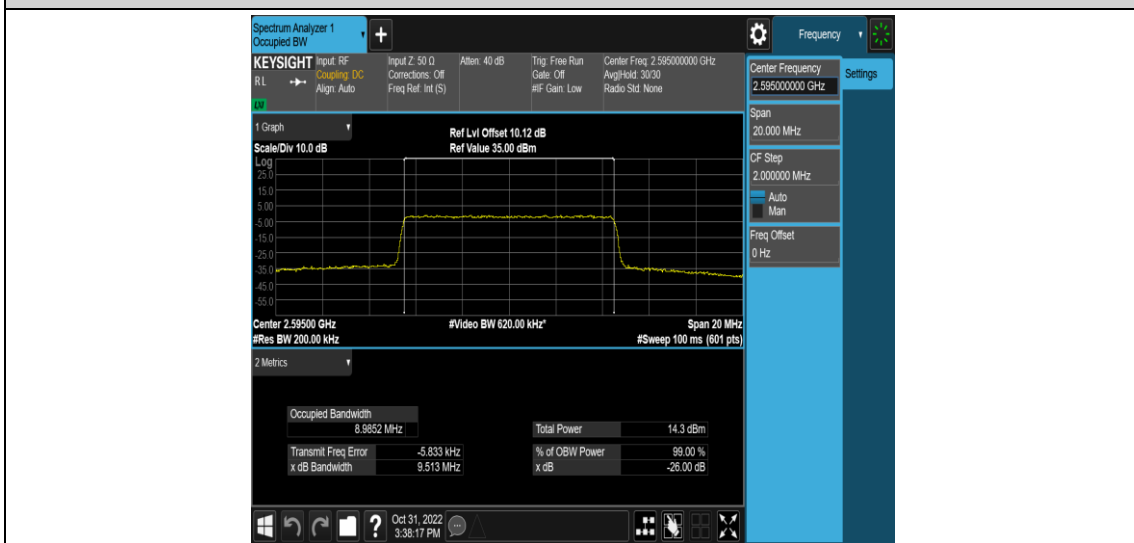 Spectrum Analyzer 1
Occupied BW
Frequency
KEYSIGHT
RL
LXI
Input: RF
Coupling: DC
Align: Auto
Input Z: 50 Ω
Corrections: Off
Freq Ref: Int (S)
Atten: 40 dB
Trig: Free Run
Gate: Off
#IF Gain: Low
Center Freq: 2.595000000 GHz
Avg|Hold: 30/30
Radio Std: None
Center Frequency
2.595000000 GHz
Settings
Span
20.000 MHz
CF Step
2.000000 MHz
Auto
Man
Freq Offset
0 Hz
1 Graph
Scale/Div 10.0 dB
Ref Lvl Offset 10.12 dB
Ref Value 35.00 dBm
Log
25.0
15.0
5.00
-5.00
-15.0
-25.0
-35.0
-45.0
-55.0
Center 2.59500 GHz
#Video BW 620.00 kHz*
Span 20 MHz
#Res BW 200.00 kHz
#Sweep 100 ms (601 pts)
2 Metrics
Occupied Bandwidth
8.9852 MHz
Total Power 14.3 dBm
Transmit Freq Error -5.833 kHz
% of OBW Power 99.00 %
x dB Bandwidth 9.513 MHz
x dB -26.00 dB
?
Oct 31, 2022
3:38:17 PM